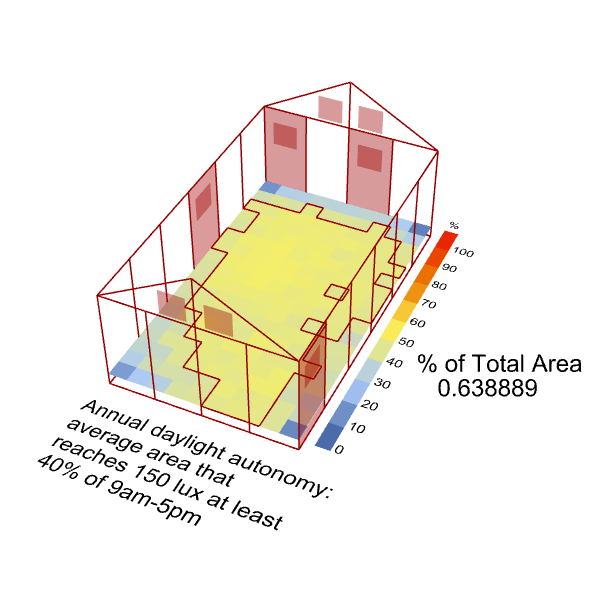 %
100
90
80
70
60
50
40
30
20
10
0
% of Total Area
0.638889
Annual daylight autonomy:
average area that
reaches 150 lux at least
40% of 9am-5pm